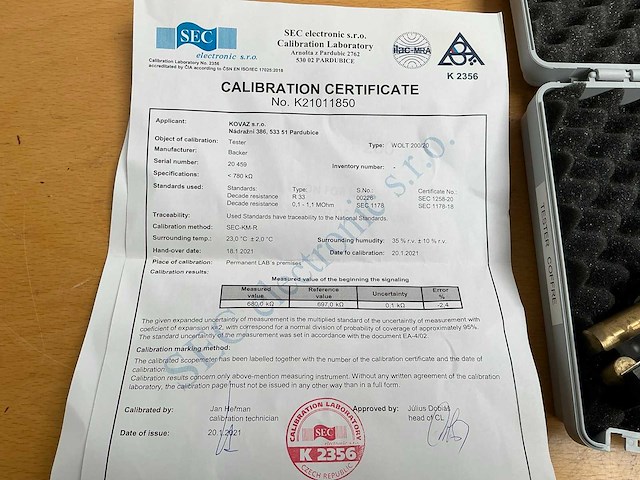 SEC
electronic s.r.o.
Calibration Laboratory No. 2356
accredited by ČIA according to ČSN EN ISO/IEC 17025:2018
SEC electronic s.r.o.
Calibration Laboratory
Arnošta z Pardubic 2762
530 02 PARDUBICE
ilac-MRA
K 2356
CALIBRATION CERTIFICATE
No. K21011850
Applicant: KOVAZ s.r.o.
Nádražní 386, 533 51 Pardubice
Object of calibration: Tester Type: WOLT 200/20
Manufacturer: Backer
Serial number: 20 459 Inventory number: -
Specifications: < 780 kΩ
Standards used: Standards: Type: S.No.: Certificate No.:
Decade resistance R 33 00226 SEC 1258-20
Decade resistance 0,1 - 1,1 MOhm SEC 1178 SEC 1178-18
Traceability: Used Standards have traceability to the National Standards.
Calibration method: SEC-KM-R
Surrounding temp.: 23,0 °C ± 2,0 °C Surrounding humidity: 35 % r.v. ± 10 % r.v.
Hand-over date: 18.1.2021 Date fo calibration: 20.1.2021
Place of calibration: Permanent LAB´s premises
Calibration results:
Measured value of the beginning the signaling
Measured value Reference value Uncertainty Error %
680,0 kΩ 697,0 kΩ 0,1 kΩ -2,4
The given expanded uncertainty of measurement is the multiplied standard of the uncertainty of measurement with
coeficient of expansion k=2, with correspond for a normal division of probability of coverage of approximately 95%.
The standard uncertainty of the measurement was set in accordance with document EA-4/02.
Calibration marking method:
The calibrated scopemeter has been labelled together with the number of the calibration certificate and the date of
calibration.
Calibration results concern only above-mention measuring instrument. Without any written agreement of the calibration
laboratory, the calibration page must not be issued in any other way than in a full form.
Calibrated by: Jan Hefman Approved by: Július Dobiáš
calibration technician head of CL
Date of issue: 20.1.2021
CALIBRATION LABORATORY
SEC
K 2356
CZECH REPUBLIC
SEC electronic s.r.o.
TESTER COFFRE